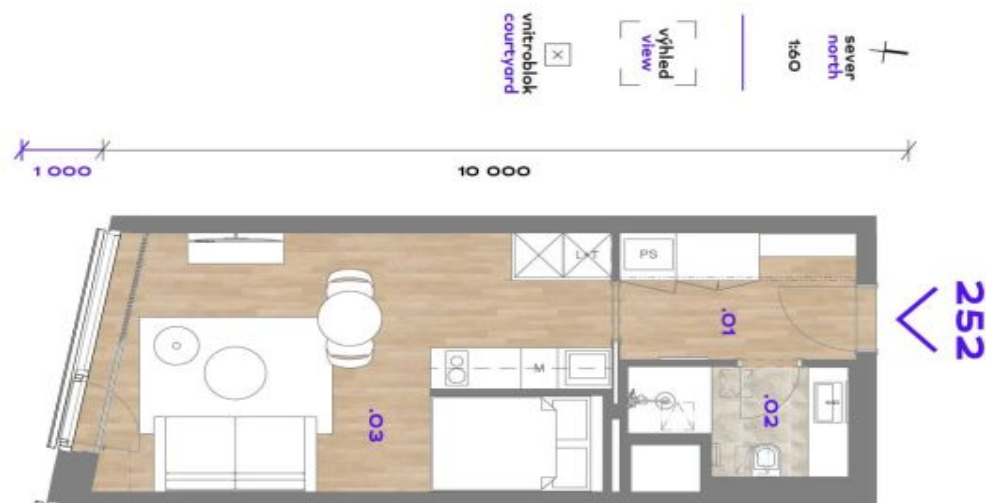 sever
north
1:60
výhled
view
vnitroblok
courtyard
X
1 000
10 000
252
L+T
PS
.01
M
.02
.03